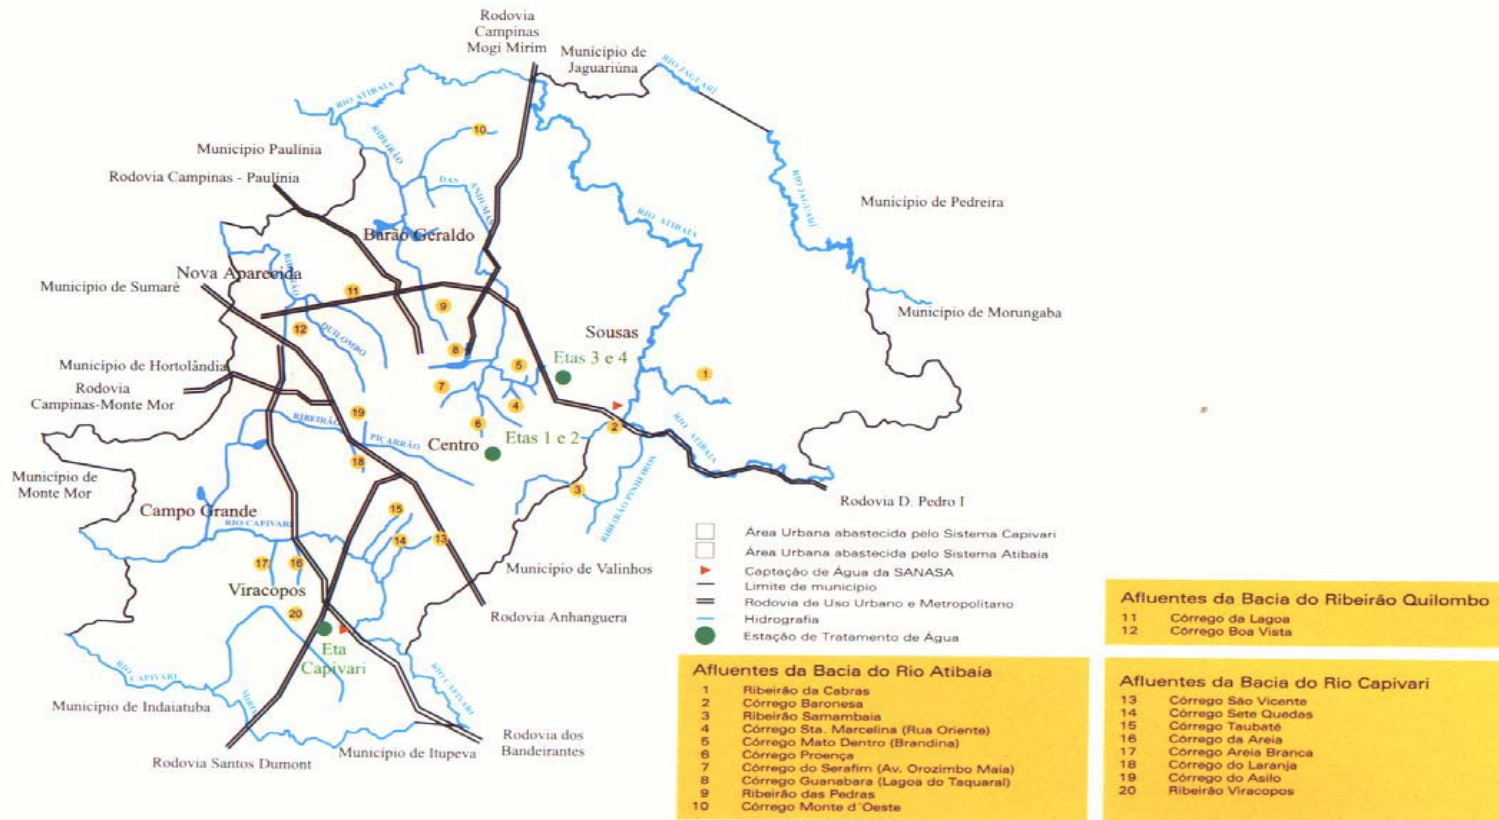 Rodovia
Campinas
Mogi Mirim
Município de
Jaguariúna
RIO JAGUARÍ
RIO ATIBAIA
RIBEIRÃO
10
Município Paulínia
Rodovia Campinas - Paulínia
DAS
ANHUMAS
RIO JAGUARÍ
Município de Pedreira
RIO ATIBAIA
Barão Geraldo
RIBEIRÃO
Nova Aparecida
Município de Sumaré
11
9
12
QUILOMBO
Município de Morungaba
Sousas
8
Etas 3 e 4
Município de Hortolândia
5
1
Rodovia
Campinas-Monte Mor
7
4
19
RIBEIRÃO
PICARRÃO
6
2
Centro
Etas 1 e 2
RIO ATIBAIA
18
Município de
Monte Mor
3
RIBEIRÃO PINHEIROS
Rodovia D. Pedro I
Campo Grande
15
RIO CAPIVARI
14
13
17
16
Município de Valinhos
Viracopos
20
Rodovia Anhanguera
Eta
Capivari
RIO
CAPIVARI
RIO CAPIVARI
Município de Indaiatuba
Rodovia dos
Bandeirantes
Município de Itupeva
Rodovia Santos Dumont
Área Urbana abastecida pelo Sistema Capivari
Área Urbana abastecida pelo Sistema Atibaia
Captação de Água da SANASA
Limite de município
Rodovia de Uso Urbano e Metropolitano
Hidrografia
Estação de Tratamento de Água
Afluentes da Bacia do Rio Atibaia
1 Ribeirão da Cabras
2 Córrego Baronesa
3 Ribeirão Samambaia
4 Córrego Sta. Marcelina (Rua Oriente)
5 Córrego Mato Dentro (Brandina)
6 Córrego Proença
7 Córrego do Serafim (Av. Orozimbo Maia)
8 Córrego Guanabara (Lagoa do Taquaral)
9 Ribeirão das Pedras
10 Córrego Monte d´Oeste
Afluentes da Bacia do Ribeirão Quilombo
11 Córrego da Lagoa
12 Córrego Boa Vista
Afluentes da Bacia do Rio Capivari
13 Córrego São Vicente
14 Córrego Sete Quedas
15 Córrego Taubaté
16 Córrego da Areia
17 Córrego Areia Branca
18 Córrego do Laranja
19 Córrego do Asilo
20 Ribeirão Viracopos